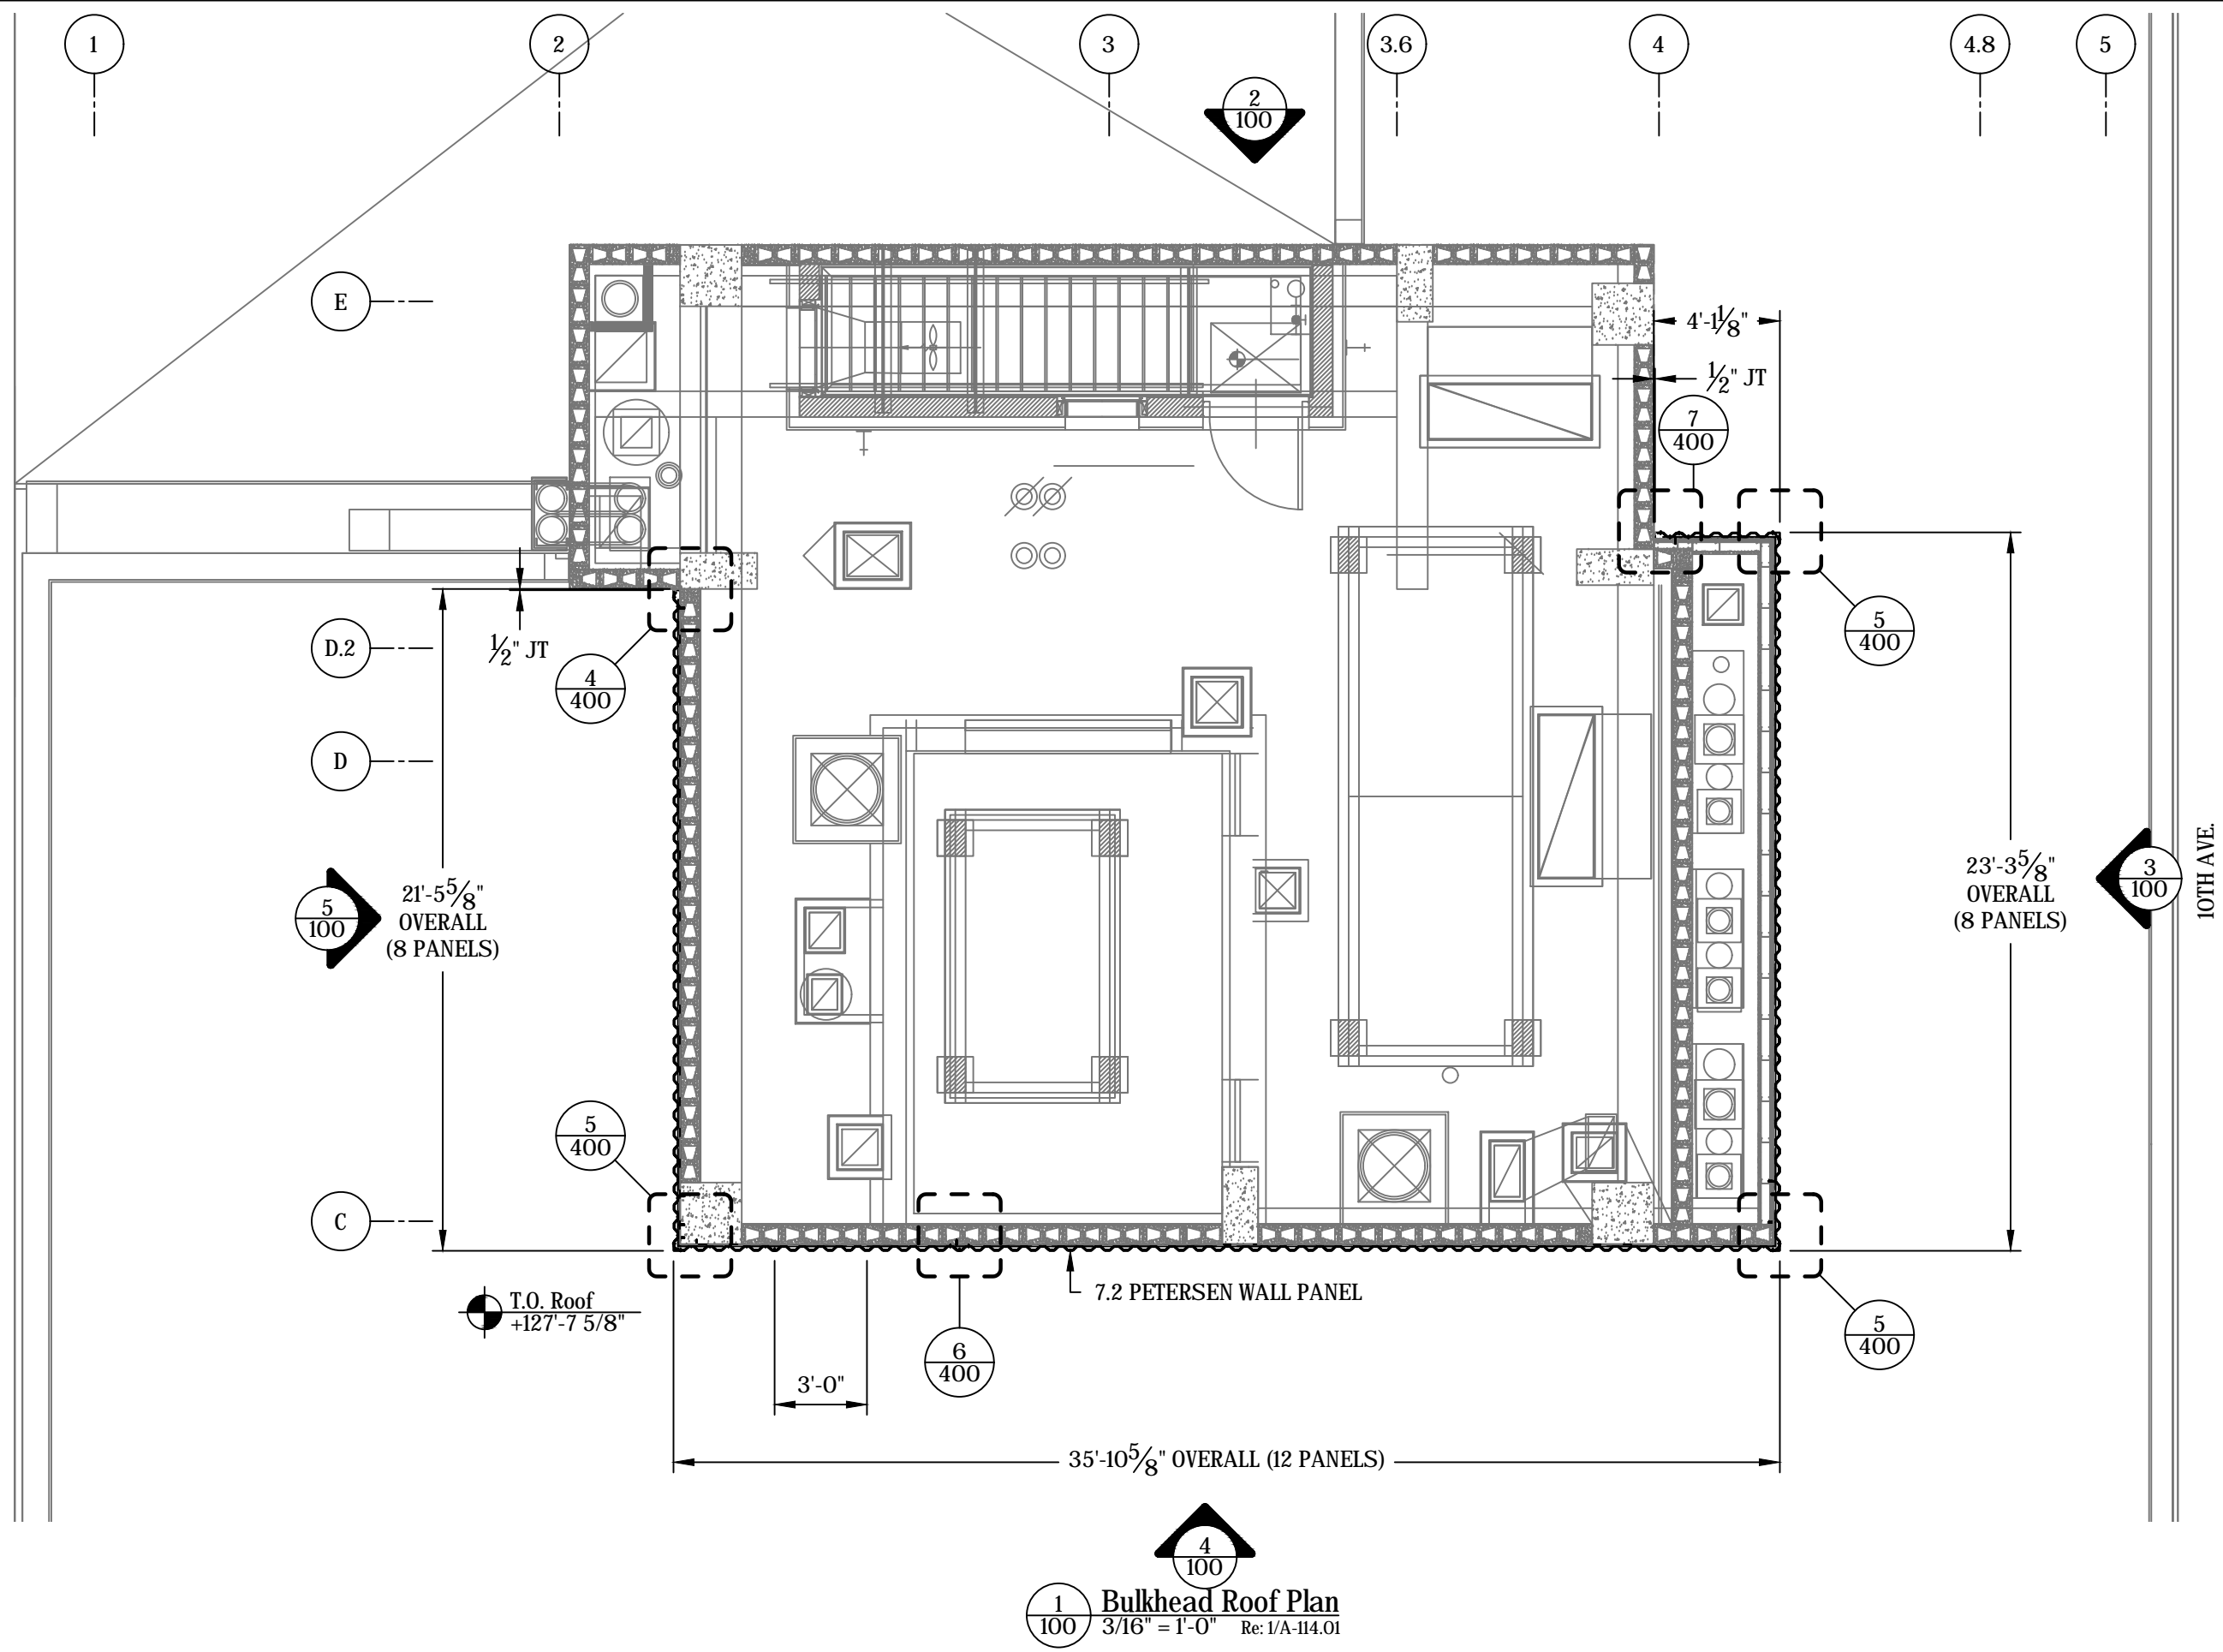 1
2
3
3.6
4
4.8
5
2
100
E
4'-1⅛"
½" JT
7
400
D.2
½" JT
4
400
5
400
D
5
100
21'-5⅝"
OVERALL
(8 PANELS)
23'-3⅝"
OVERALL
(8 PANELS)
3
100
10TH AVE.
5
400
C
T.O. Roof
+127'-7 5/8"
7.2 PETERSEN WALL PANEL
6
400
5
400
3'-0"
35'-10⅝" OVERALL (12 PANELS)
4
100
1
100
Bulkhead Roof Plan
3/16" = 1'-0" Re: 1/A-114.01